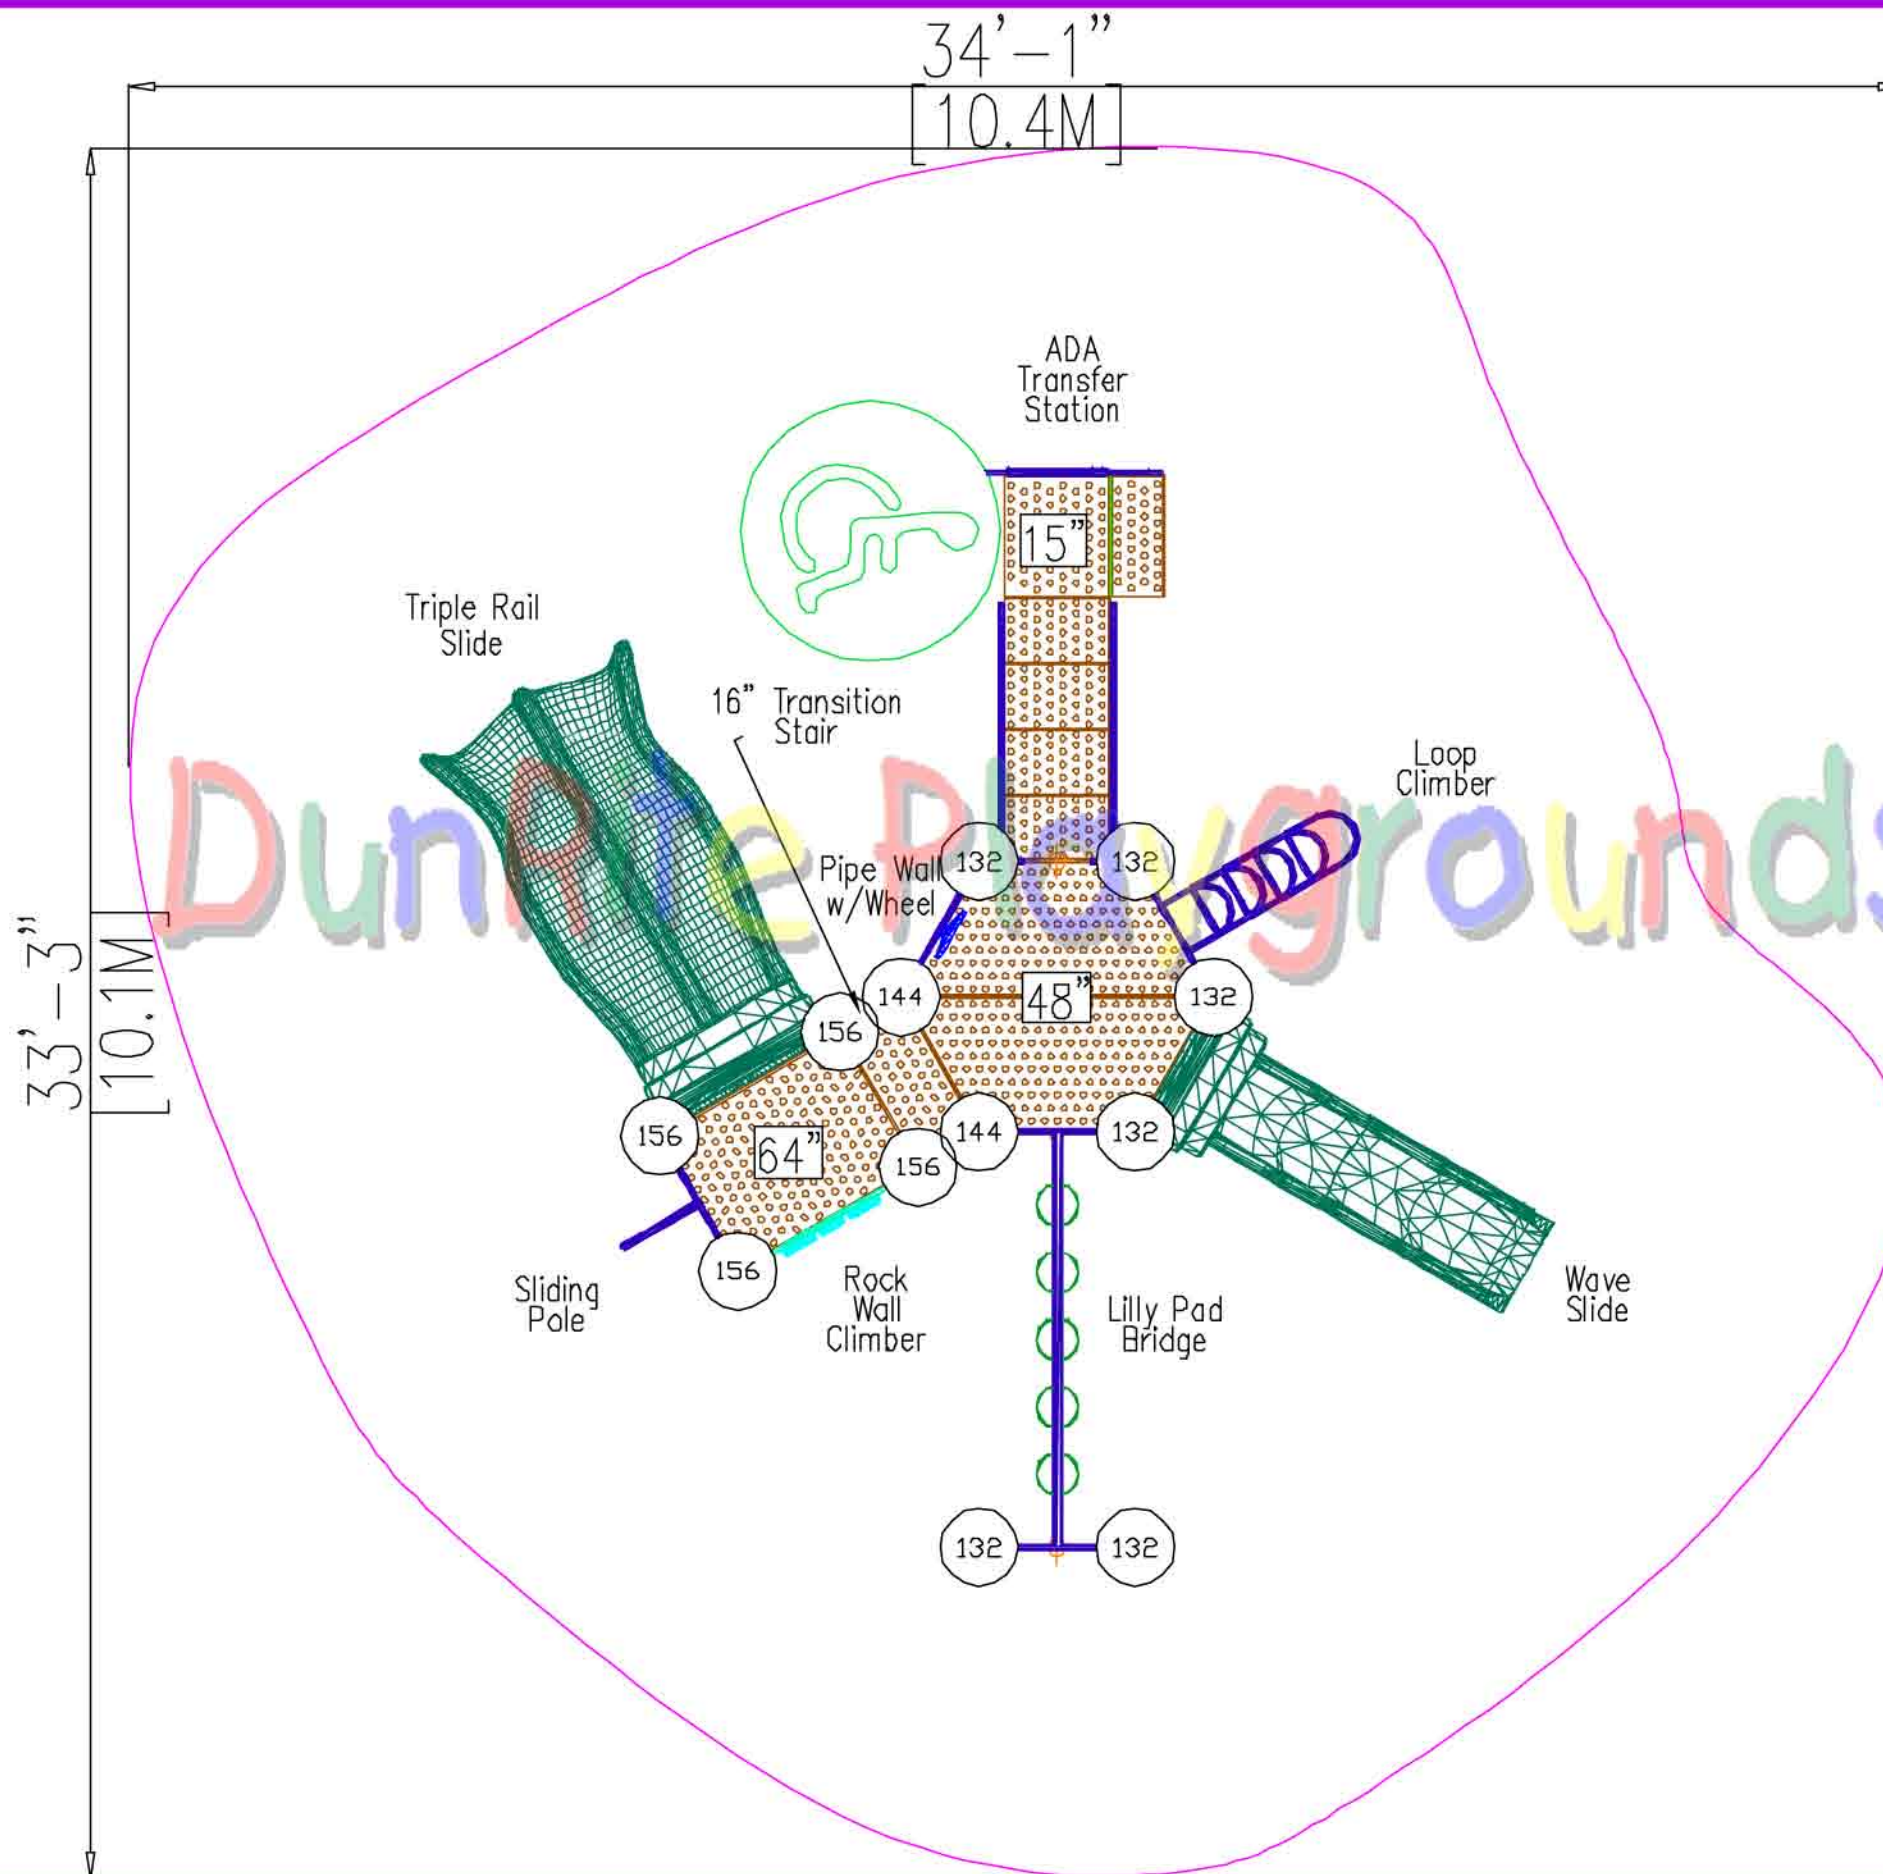 34’-1”
[10.4M]
ADA
Transfer
Station
15”
Triple Rail
Slide
16” Transition
Stair
Loop
Climber
DunRite Playgrounds
Pipe Wall
w/Wheel
132
132
33’-3”
[10.1M]
144
48”
132
156
156
64”
156
144
132
156
Sliding
Pole
Rock
Wall
Climber
Lilly Pad
Bridge
Wave
Slide
132
132